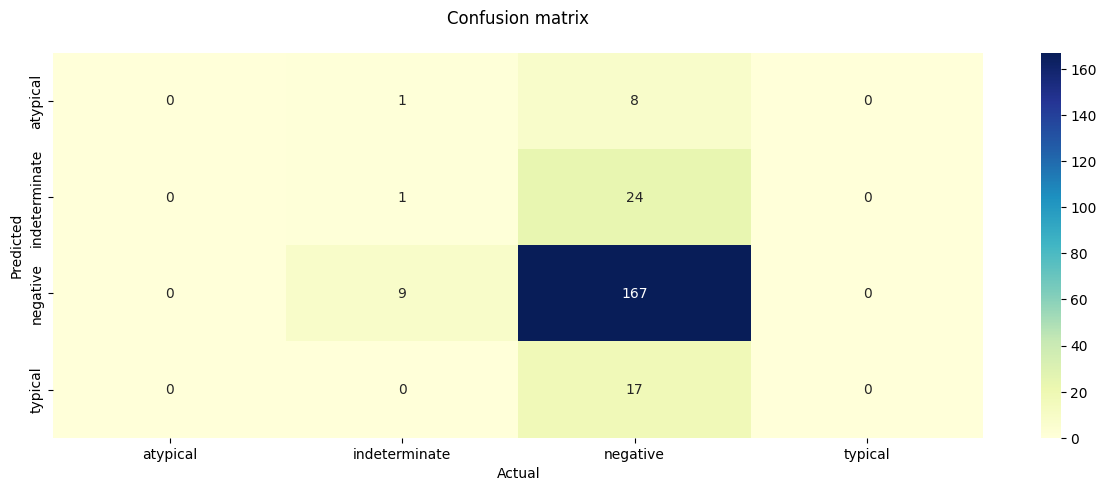 Confusion matrix
Predicted
atypical
0 1 8 0
indeterminate
0 1 24 0
negative
0 9 167 0
typical
0 0 17 0
atypical indeterminate negative typical
Actual
160
140
120
100
80
60
40
20
0